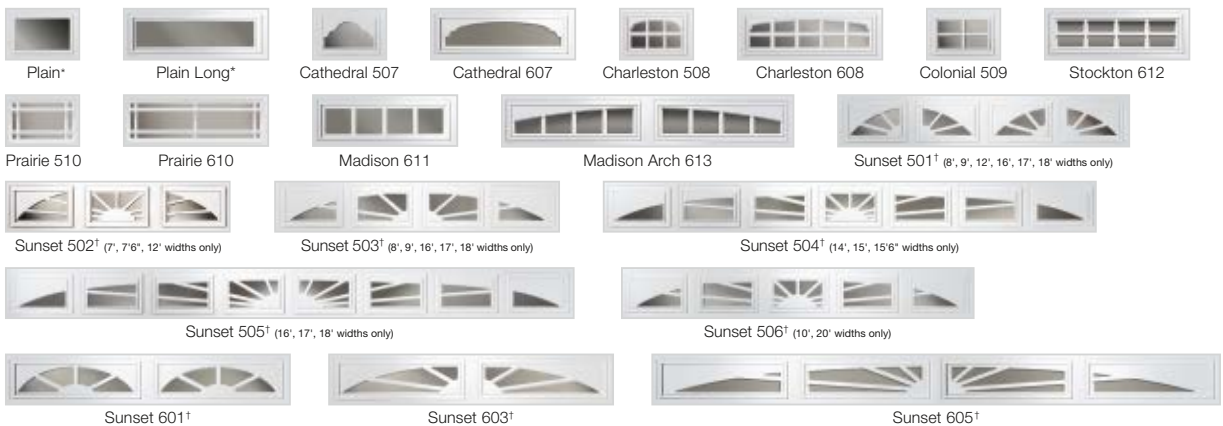 Plain* Plain Long* Cathedral 507 Cathedral 607 Charleston 508 Charleston 608 Colonial 509 Stockton 612
Prairie 510 Prairie 610 Madison 611 Madison Arch 613 Sunset 501† (8', 9', 12', 16', 17', 18' widths only)
Sunset 502† (7', 7'6", 12' widths only) Sunset 503† (8', 9', 16', 17', 18' widths only) Sunset 504† (14', 15', 15'6" widths only)
Sunset 505† (16', 17', 18' widths only) Sunset 506† (10', 20' widths only)
Sunset 601† Sunset 603† Sunset 605†